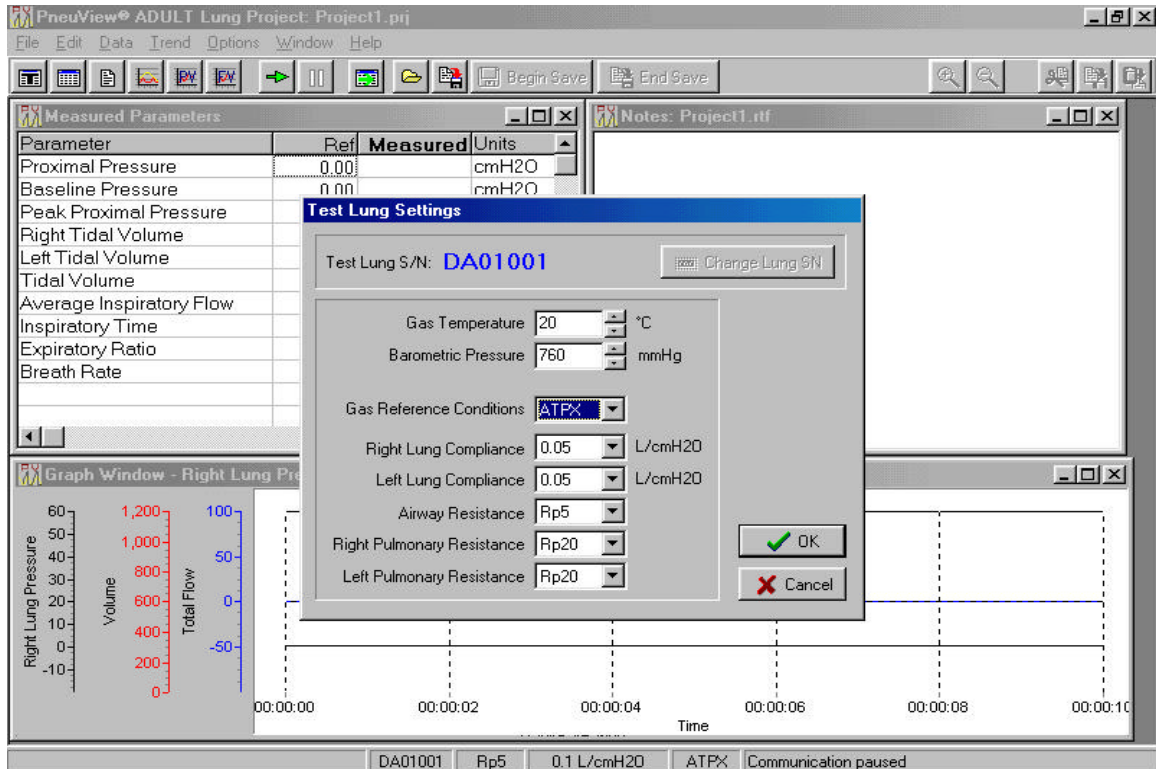 PneuView® ADULT Lung Project: Project1.prj
File Edit Data Trend Options Window Help
Begin Save End Save
Measured Parameters
Parameter Ref Measured Units
Proximal Pressure 0.00 cmH2O
Baseline Pressure 0.00 cmH2O
Peak Proximal Pressure
Right Tidal Volume
Left Tidal Volume
Tidal Volume
Average Inspiratory Flow
Inspiratory Time
Expiratory Ratio
Breath Rate
Notes: Project1.rtf
Test Lung Settings
Test Lung S/N: DA01001 Change Lung SN
Gas Temperature 20 °C
Barometric Pressure 760 mmHg
Gas Reference Conditions ATPX
Right Lung Compliance 0.05 L/cmH2O
Left Lung Compliance 0.05 L/cmH2O
Airway Resistance Rp5
Right Pulmonary Resistance Rp20
Left Pulmonary Resistance Rp20
OK
Cancel
Graph Window - Right Lung Pre
Right Lung Pressure
60
50
40
30
20
10
0
-10
Volume
1,200
1,000
800
600
400
200
0
Total Flow
100
50
0
-50
00:00:00 00:00:02 00:00:04 00:00:06 00:00:08 00:00:10
Time
DA01001 Rp5 0.1 L/cmH2O ATPX Communication paused